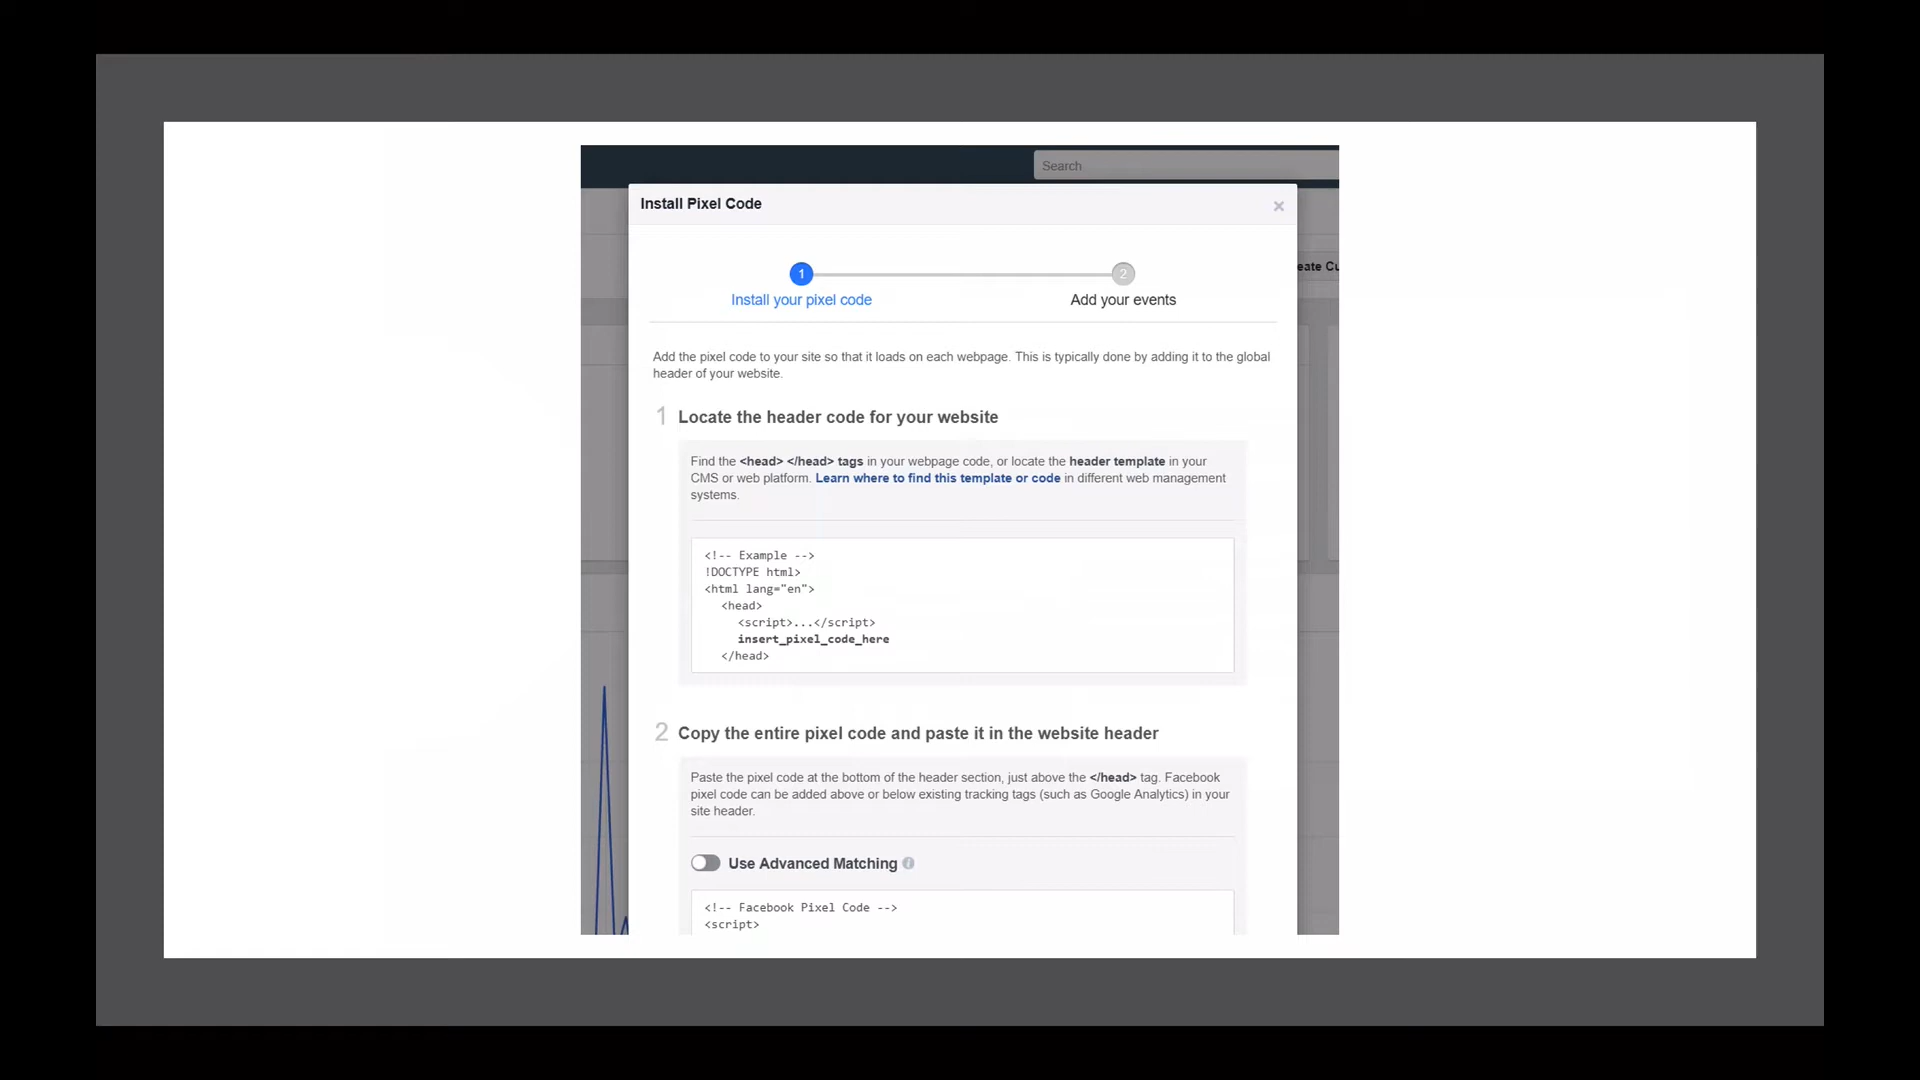 Search
Install Pixel Code
×
eate Cu
1
2
Install your pixel code
Add your events
Add the pixel code to your site so that it loads on each webpage. This is typically done by adding it to the global
header of your website.
1 Locate the header code for your website
Find the <head> </head> tags in your webpage code, or locate the header template in your
CMS or web platform. Learn where to find this template or code in different web management
systems.
<!-- Example -->
!DOCTYPE html>
<html lang="en">
<head>
<script>...</script>
insert_pixel_code_here
</head>
2 Copy the entire pixel code and paste it in the website header
Paste the pixel code at the bottom of the header section, just above the </head> tag. Facebook
pixel code can be added above or below existing tracking tags (such as Google Analytics) in your
site header.
Use Advanced Matching i
<!-- Facebook Pixel Code -->
<script>